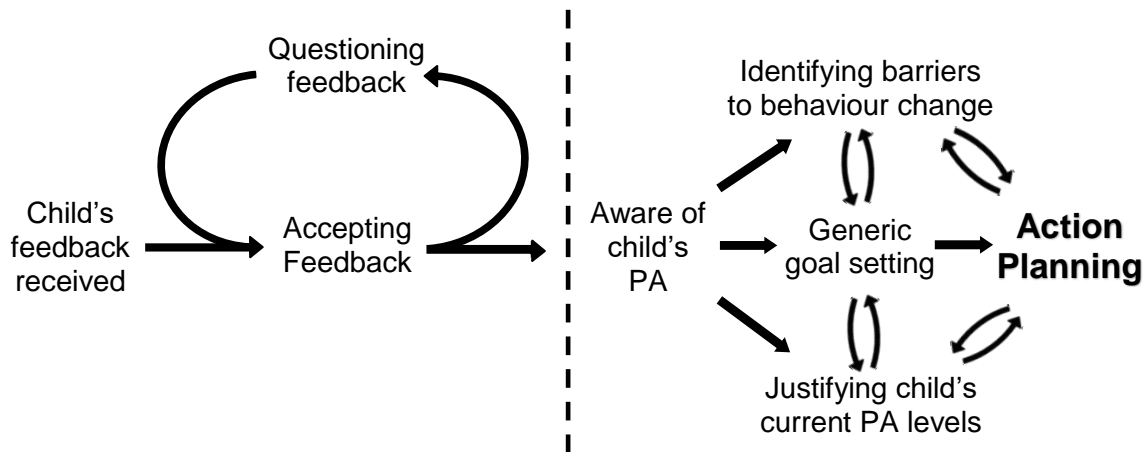 Questioning
feedback
Child's
feedback
received
Accepting
Feedback
Aware of
child's
PA
Identifying barriers
to behaviour change
Generic
goal setting
Justifying child's
current PA levels
Action
Planning